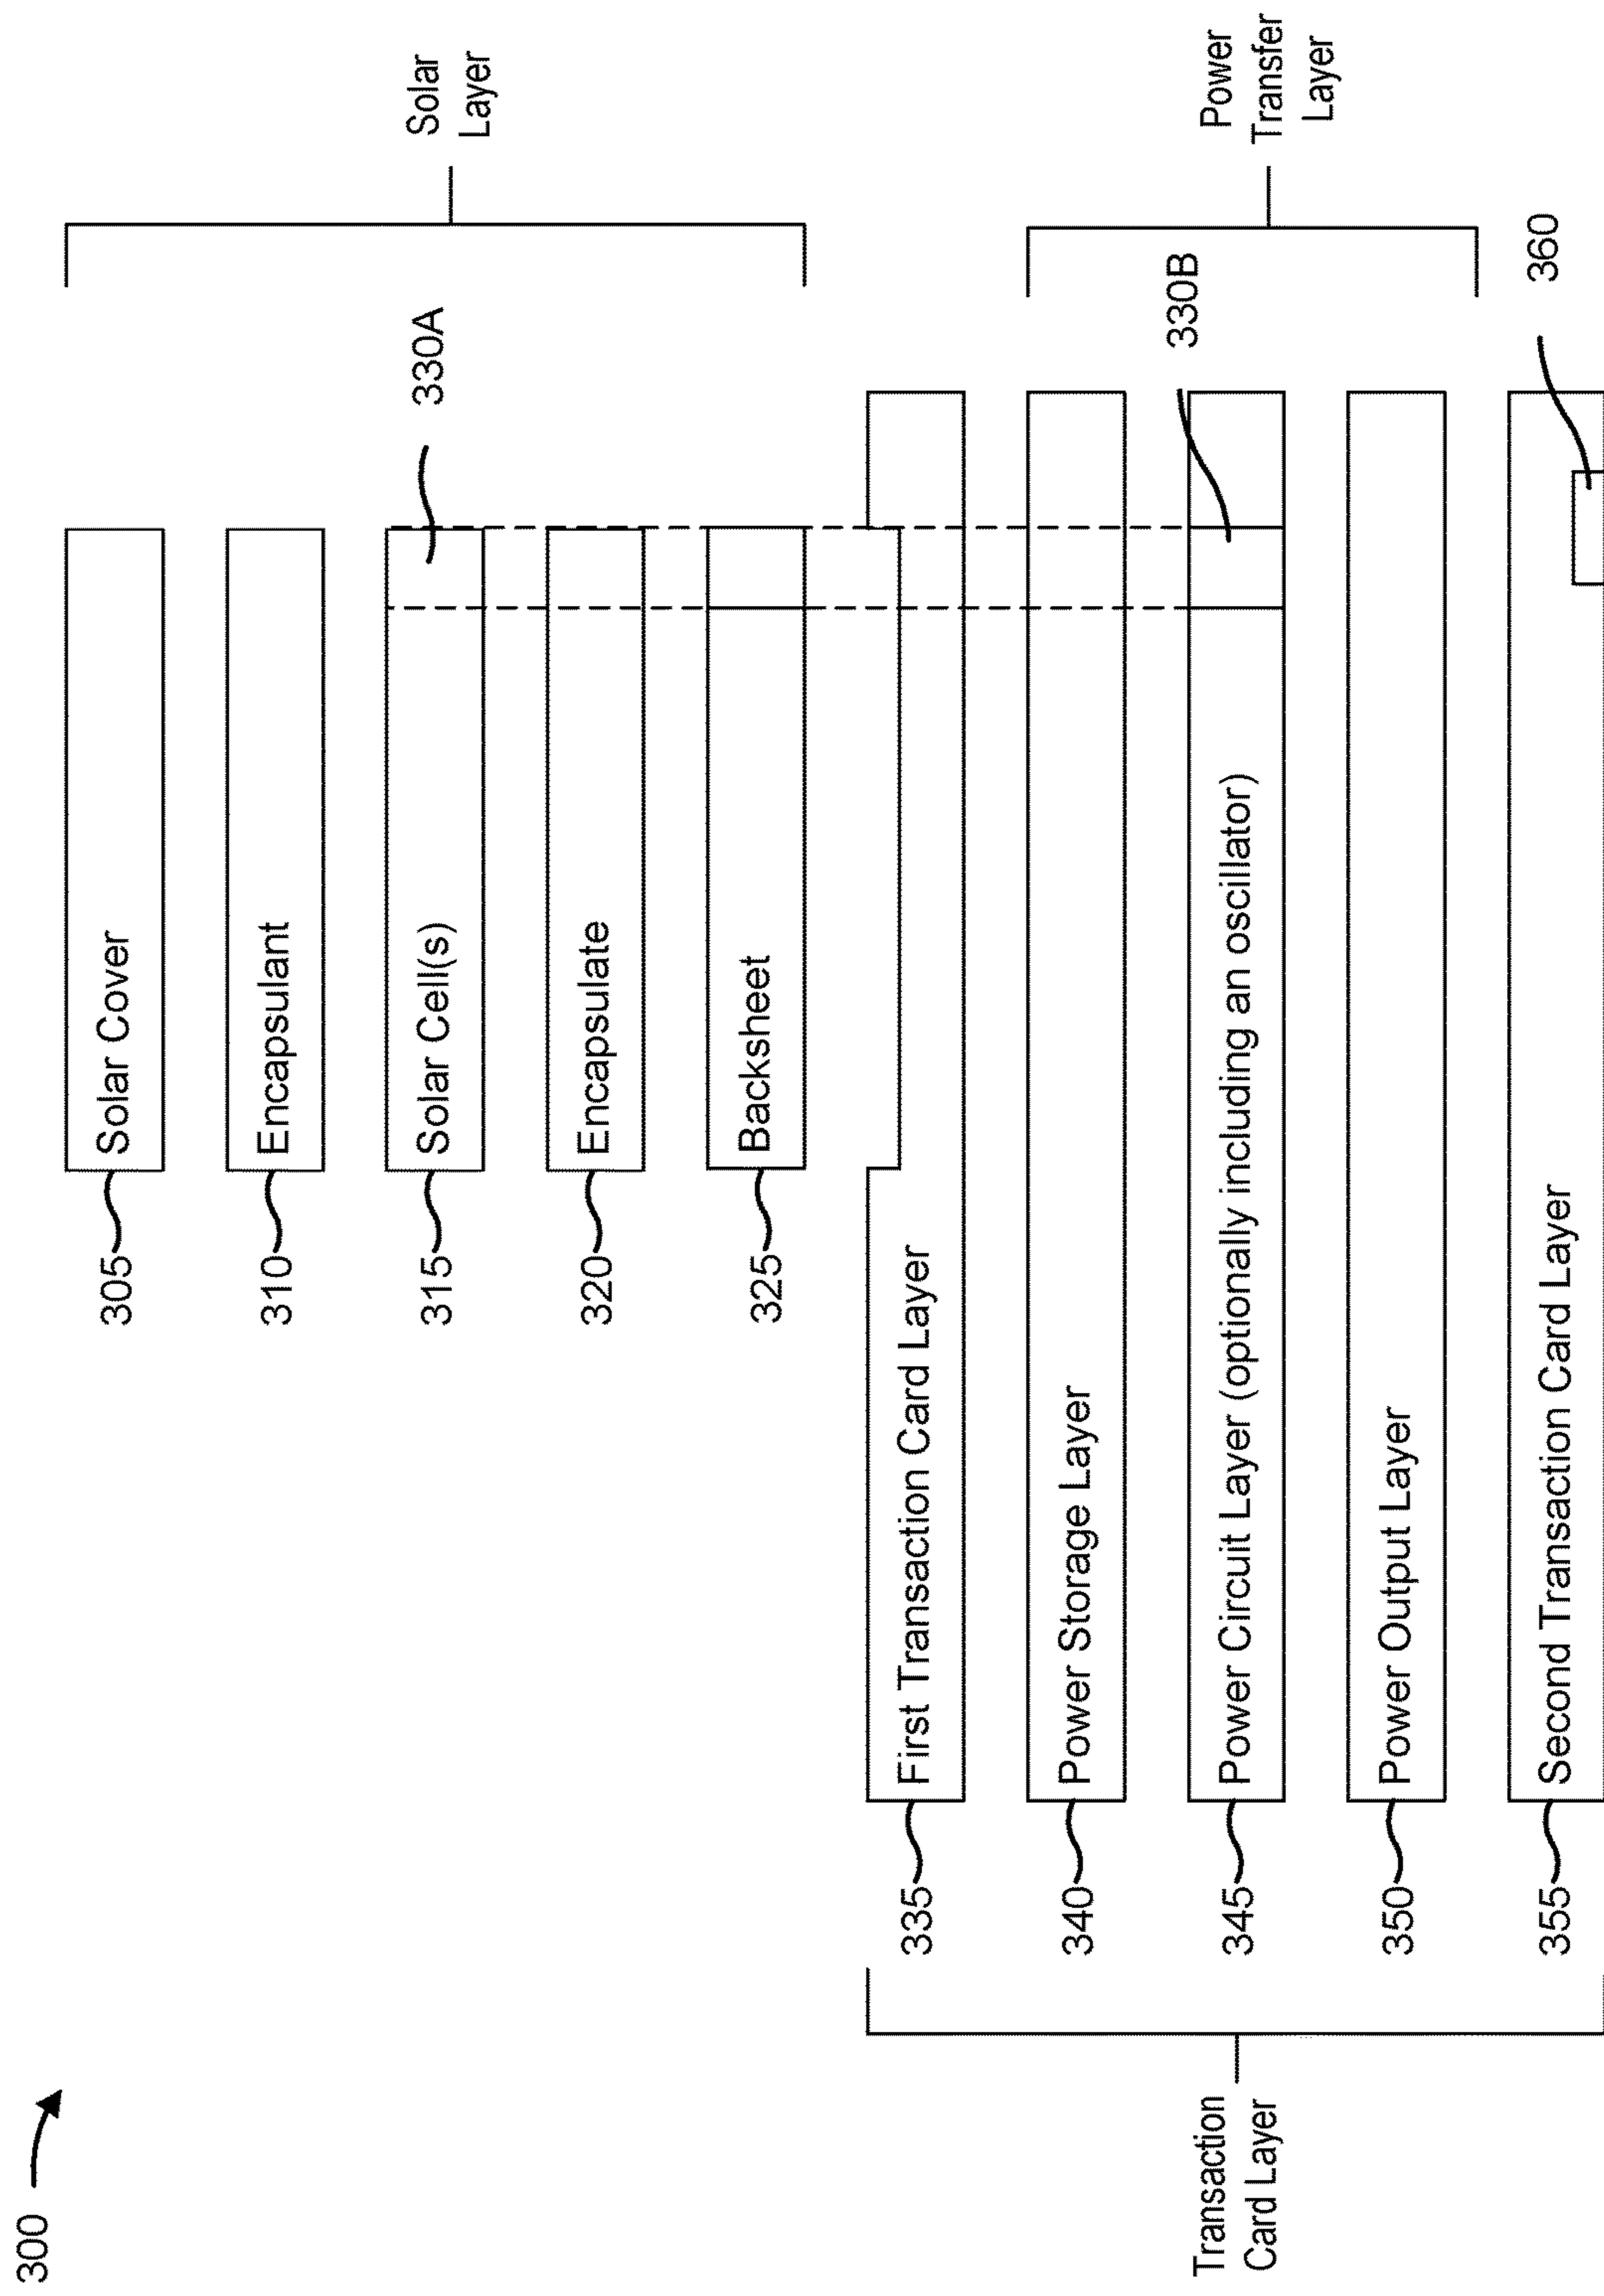 300
305
Solar Cover
310
Encapsulant
315
Solar Cell(s)
330A
320
Encapsulate
325
Backsheet
Solar
Layer
335
First Transaction Card Layer
340
Power Storage Layer
345
Power Circuit Layer (optionally including an oscillator)
330B
350
Power Output Layer
355
Second Transaction Card Layer
360
Transaction
Card Layer
Power
Transfer
Layer